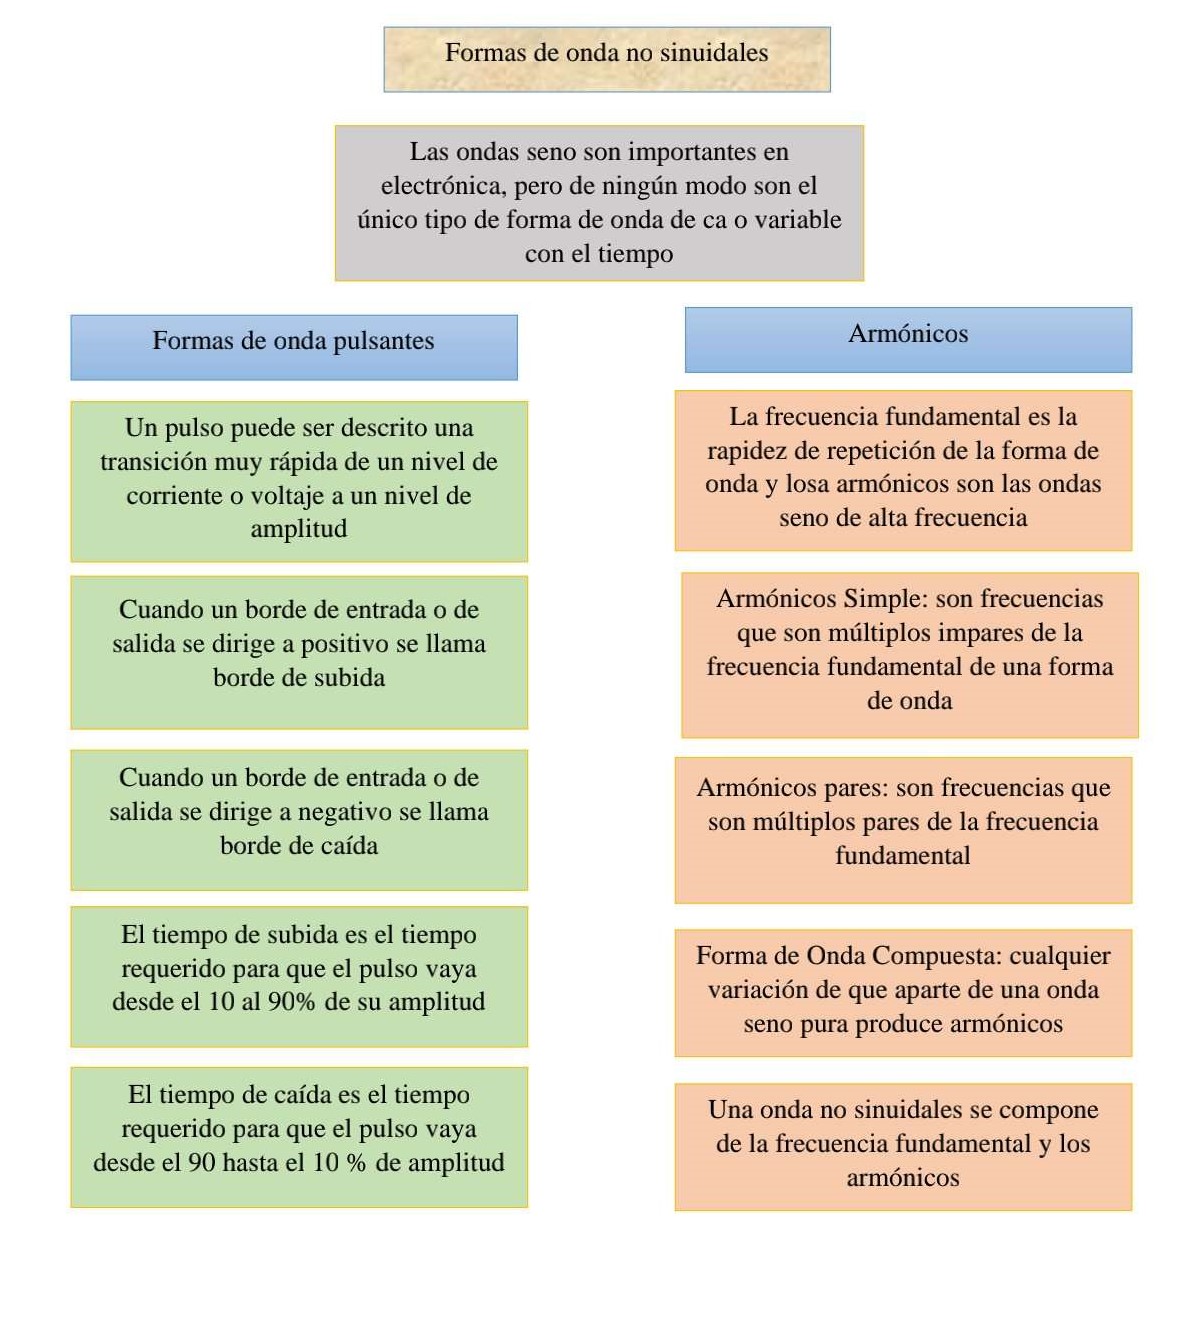 Formas de onda no sinuidales
Las ondas seno son importantes en
electrónica, pero de ningún modo son el
único tipo de forma de onda de ca o variable
con el tiempo
Formas de onda pulsantes
Un pulso puede ser descrito una
transición muy rápida de un nivel de
corriente o voltaje a un nivel de
amplitud
Cuando un borde de entrada o de
salida se dirige a positivo se llama
borde de subida
Cuando un borde de entrada o de
salida se dirige a negativo se llama
borde de caída
El tiempo de subida es el tiempo
requerido para que el pulso vaya
desde el 10 al 90% de su amplitud
El tiempo de caída es el tiempo
requerido para que el pulso vaya
desde el 90 hasta el 10 % de amplitud
Armónicos
La frecuencia fundamental es la
rapidez de repetición de la forma de
onda y losa armónicos son las ondas
seno de alta frecuencia
Armónicos Simple: son frecuencias
que son múltiplos impares de la
frecuencia fundamental de una forma
de onda
Armónicos pares: son frecuencias que
son múltiplos pares de la frecuencia
fundamental
Forma de Onda Compuesta: cualquier
variación de que aparte de una onda
seno pura produce armónicos
Una onda no sinuidales se compone
de la frecuencia fundamental y los
armónicos